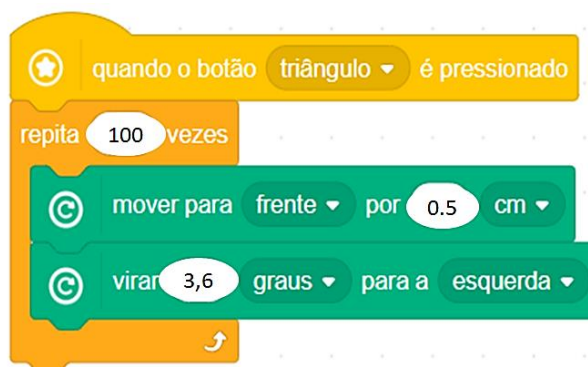 quando o botão triângulo é pressionado
repita 100 vezes
mover para frente por 0.5 cm
virar 3,6 graus para a esquerda